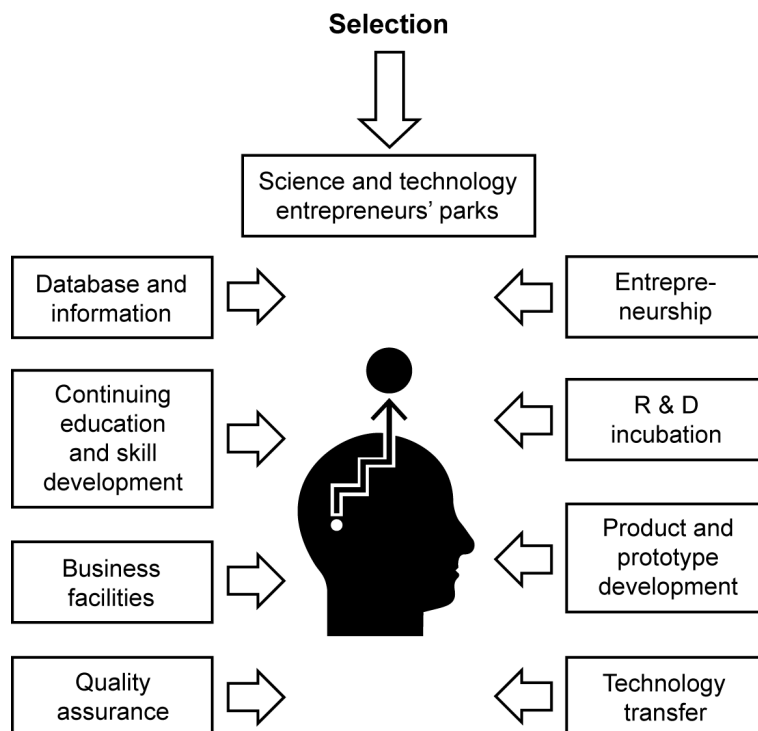 Selection
Science and technology
entrepreneurs' parks
Database and
information
Entrepre-
neurship
Continuing
education
and skill
development
R & D
incubation
Business
facilities
Product and
prototype
development
Quality
assurance
Technology
transfer